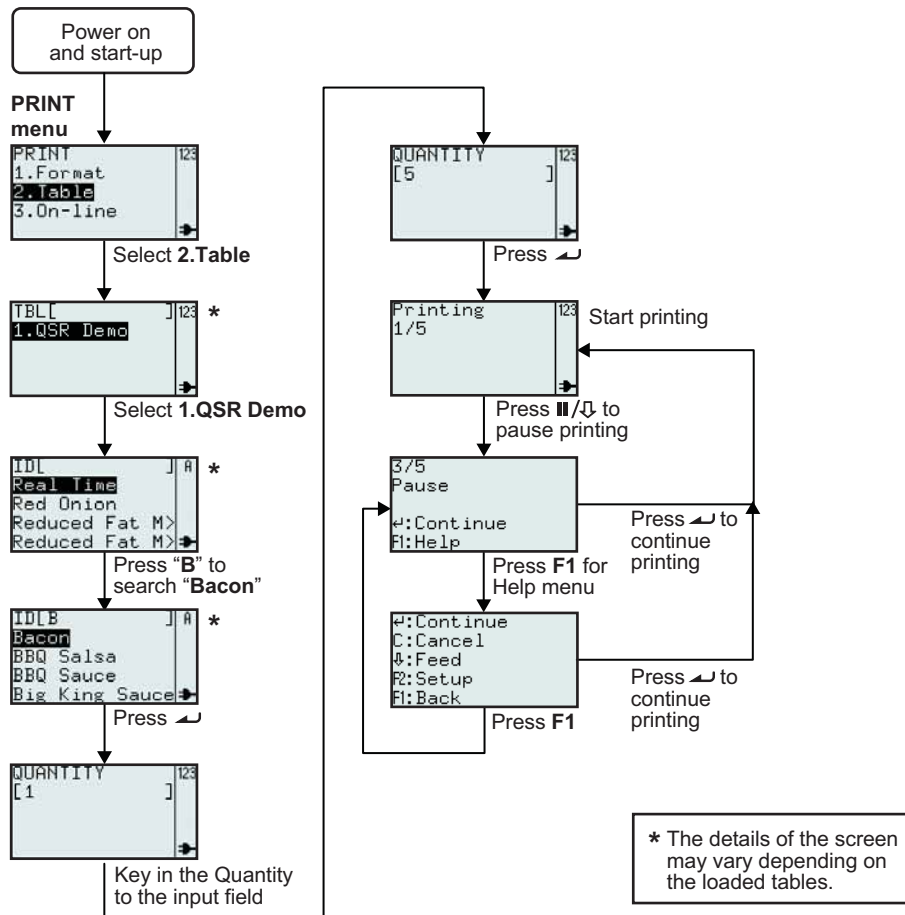 Power on
and start-up
PRINT
menu
PRINT 123
1.Format
2.Table
3.On-line
Select 2.Table
TBL[ ] 123 *
1.QSR Demo
Select 1.QSR Demo
ID[ ] A *
Real Time
Red Onion
Reduced Fat M>
Reduced Fat M>
Press “B” to
search “Bacon”
ID[B ] A *
Bacon
BBQ Salsa
BBQ Sauce
Big King Sauce
Press ↵
QUANTITY 123
[1 ]
Key in the Quantity
to the input field
QUANTITY 123
[5 ]
Press ↵
Printing 123
1/5
Start printing
Press ⏸/⇩ to
pause printing
3/5
Pause
↵:Continue
F1:Help
Press ↵ to
continue
printing
Press F1 for
Help menu
↵:Continue
C:Cancel
⇩:Feed
F2:Setup
F1:Back
Press ↵ to
continue
printing
Press F1
* The details of the screen
may vary depending on
the loaded tables.